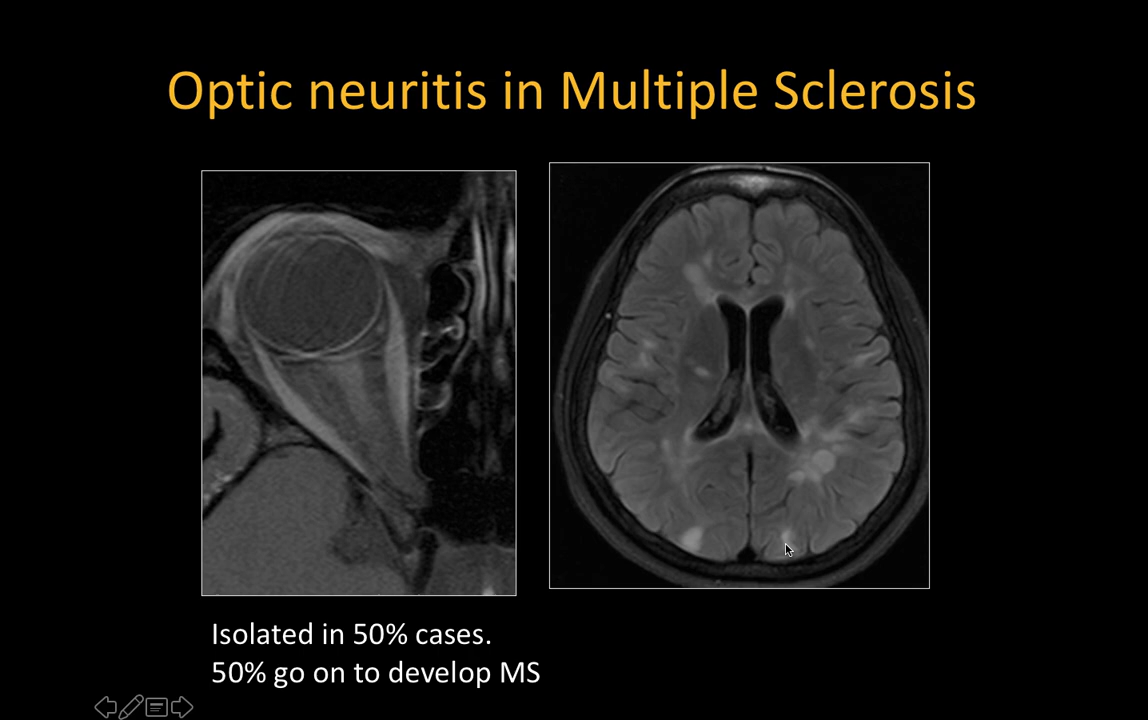 Optic neuritis in Multiple Sclerosis
Isolated in 50% cases.
50% go on to develop MS